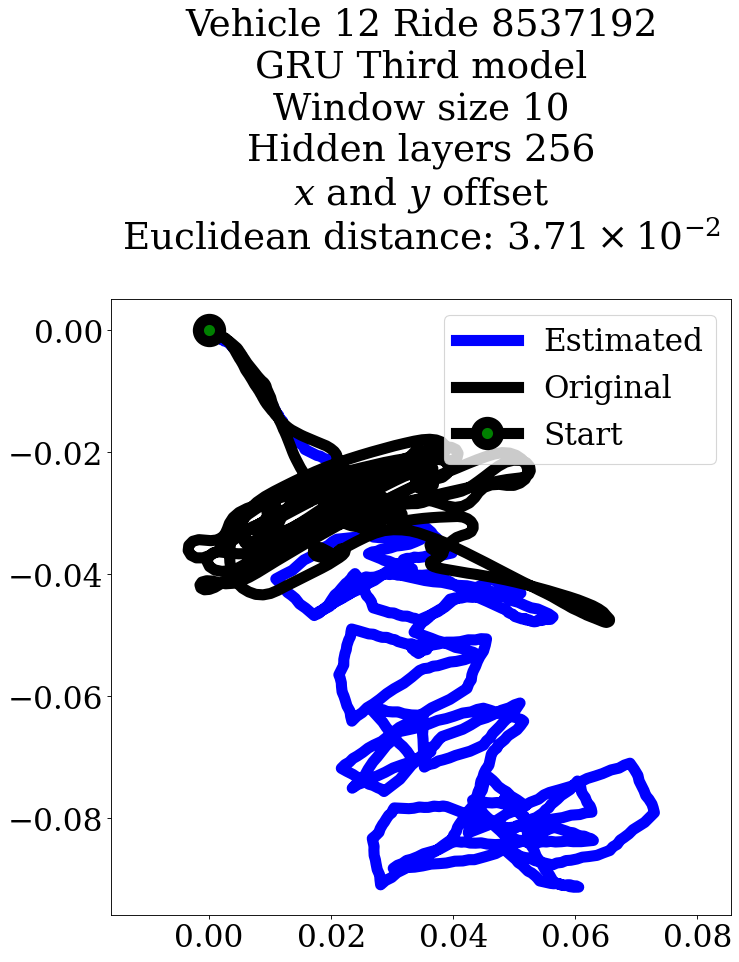 Vehicle 12 Ride 8537192
GRU Third model
Window size 10
Hidden layers 256
x and y offset
Euclidean distance: 3.71 × 10⁻²
Estimated
Original
Start
0.00
−0.02
−0.04
−0.06
−0.08
0.00 0.02 0.04 0.06 0.08